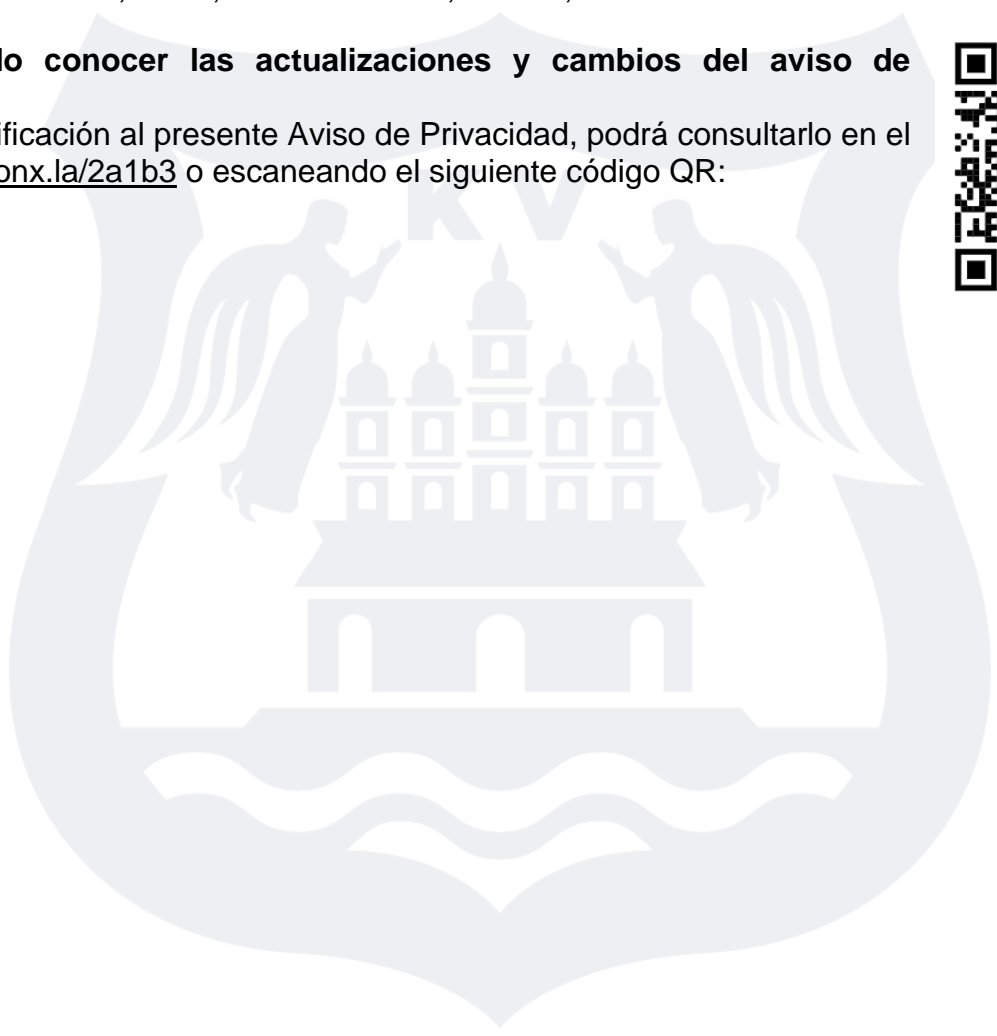 lo conocer las actualizaciones y cambios del aviso de
ificación al presente Aviso de Privacidad, podrá consultarlo en el
onx.la/2a1b3 o escaneando el siguiente código QR:
KV